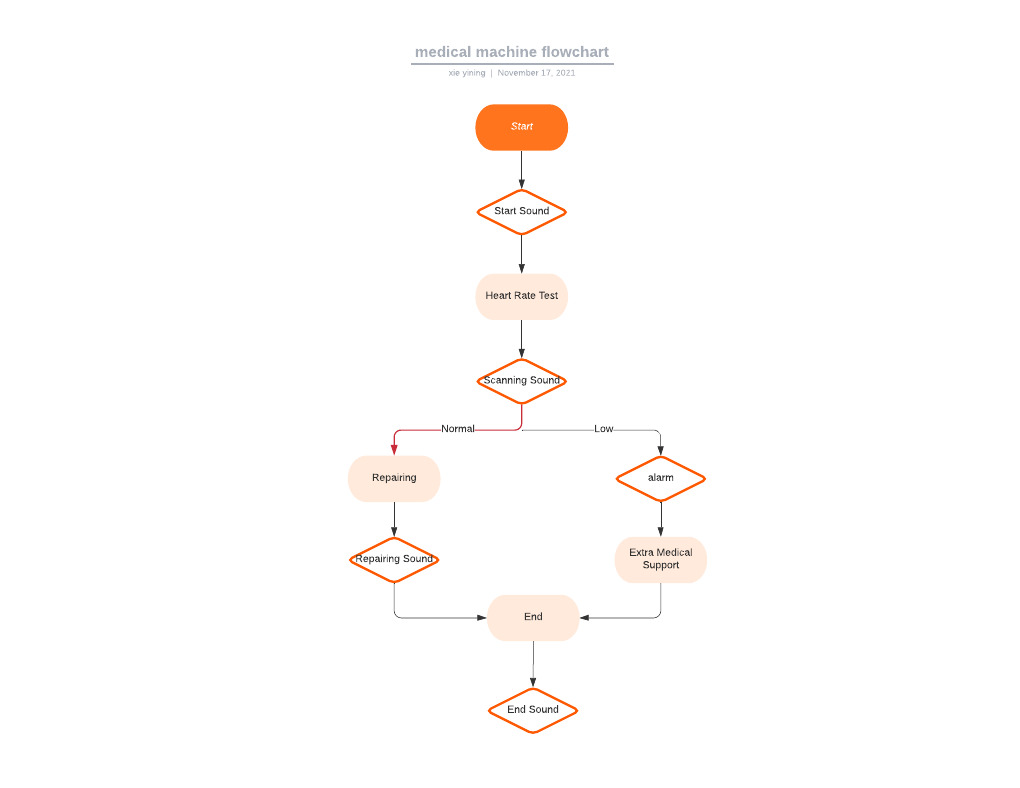 medical machine flowchart
xie yining | November 17, 2021
Start
Start Sound
Heart Rate Test
Scanning Sound
Normal
Low
Repairing
alarm
Repairing Sound
Extra Medical
Support
End
End Sound